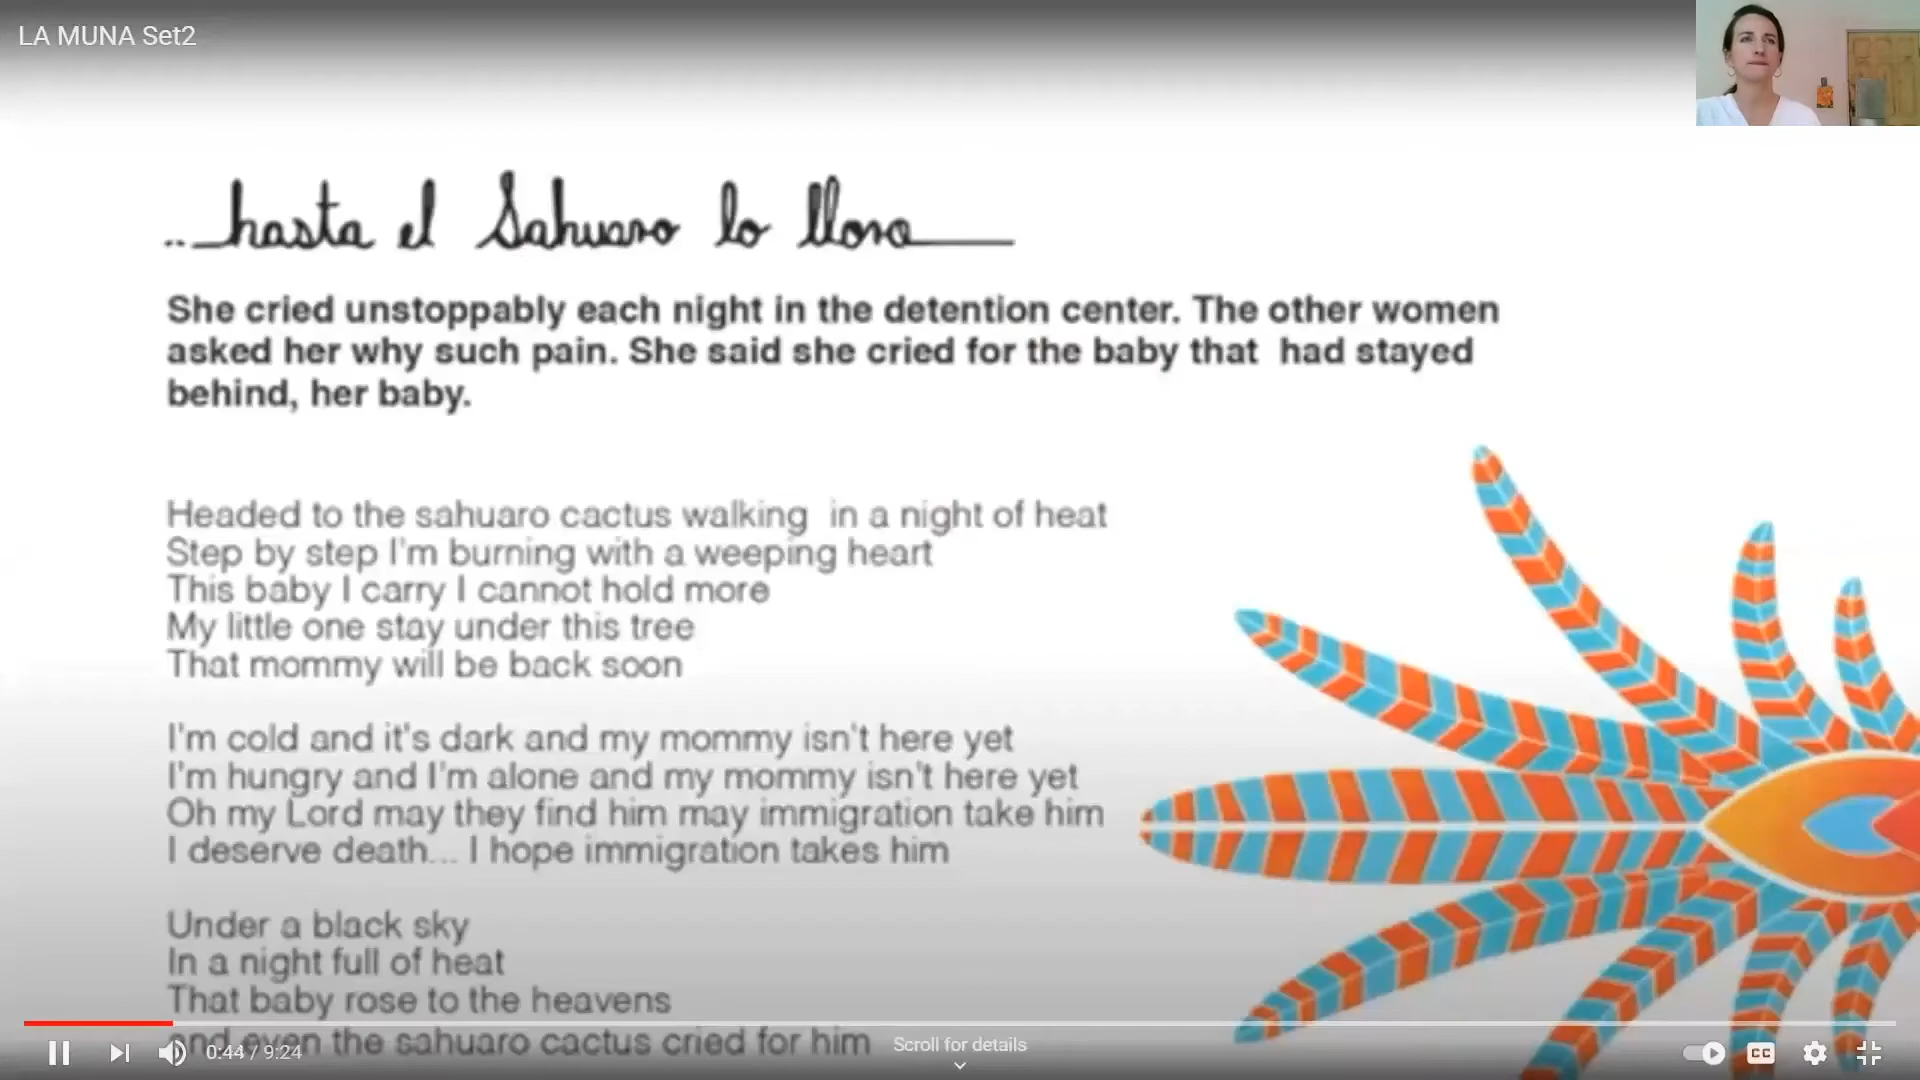 LA MUNA Set2
...hasta el Sahuaro lo llora
She cried unstoppably each night in the detention center. The other women
asked her why such pain. She said she cried for the baby that had stayed
behind, her baby.
Headed to the sahuaro cactus walking in a night of heat
Step by step I'm burning with a weeping heart
This baby I carry I cannot hold more
My little one stay under this tree
That mommy will be back soon
I'm cold and it's dark and my mommy isn't here yet
I'm hungry and I'm alone and my mommy isn't here yet
Oh my Lord may they find him may immigration take him
I deserve death... I hope immigration takes him
Under a black sky
In a night full of heat
That baby rose to the heavens
and even the sahuaro cactus cried for him
0:44 / 9:24
Scroll for details
CC